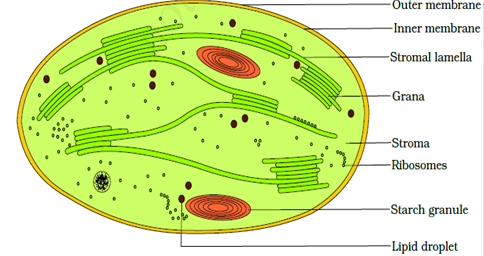 Outer membrane
Inner membrane
Stromal lamella
Grana
Stroma
Ribosomes
Starch granule
Lipid droplet